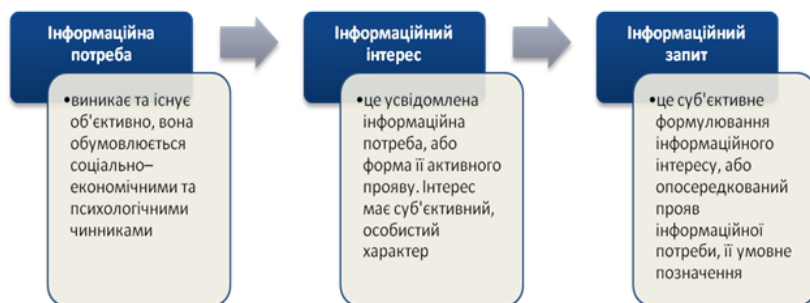 Інформаційна
потреба
•виникає та існує
об'єктивно, вона
обумовлюється
соціально–
економічними та
психологічними
чинниками
Інформаційний
інтерес
•це усвідомлена
інформаційна
потреба, або
форма її активного
прояву. Інтерес
має суб'єктивний,
особистий
характер
Інформаційний
запит
•це суб'єктивне
формулювання
інформаційного
інтересу, або
опосередкований
прояв
інформаційної
потреби, її умовне
позначення